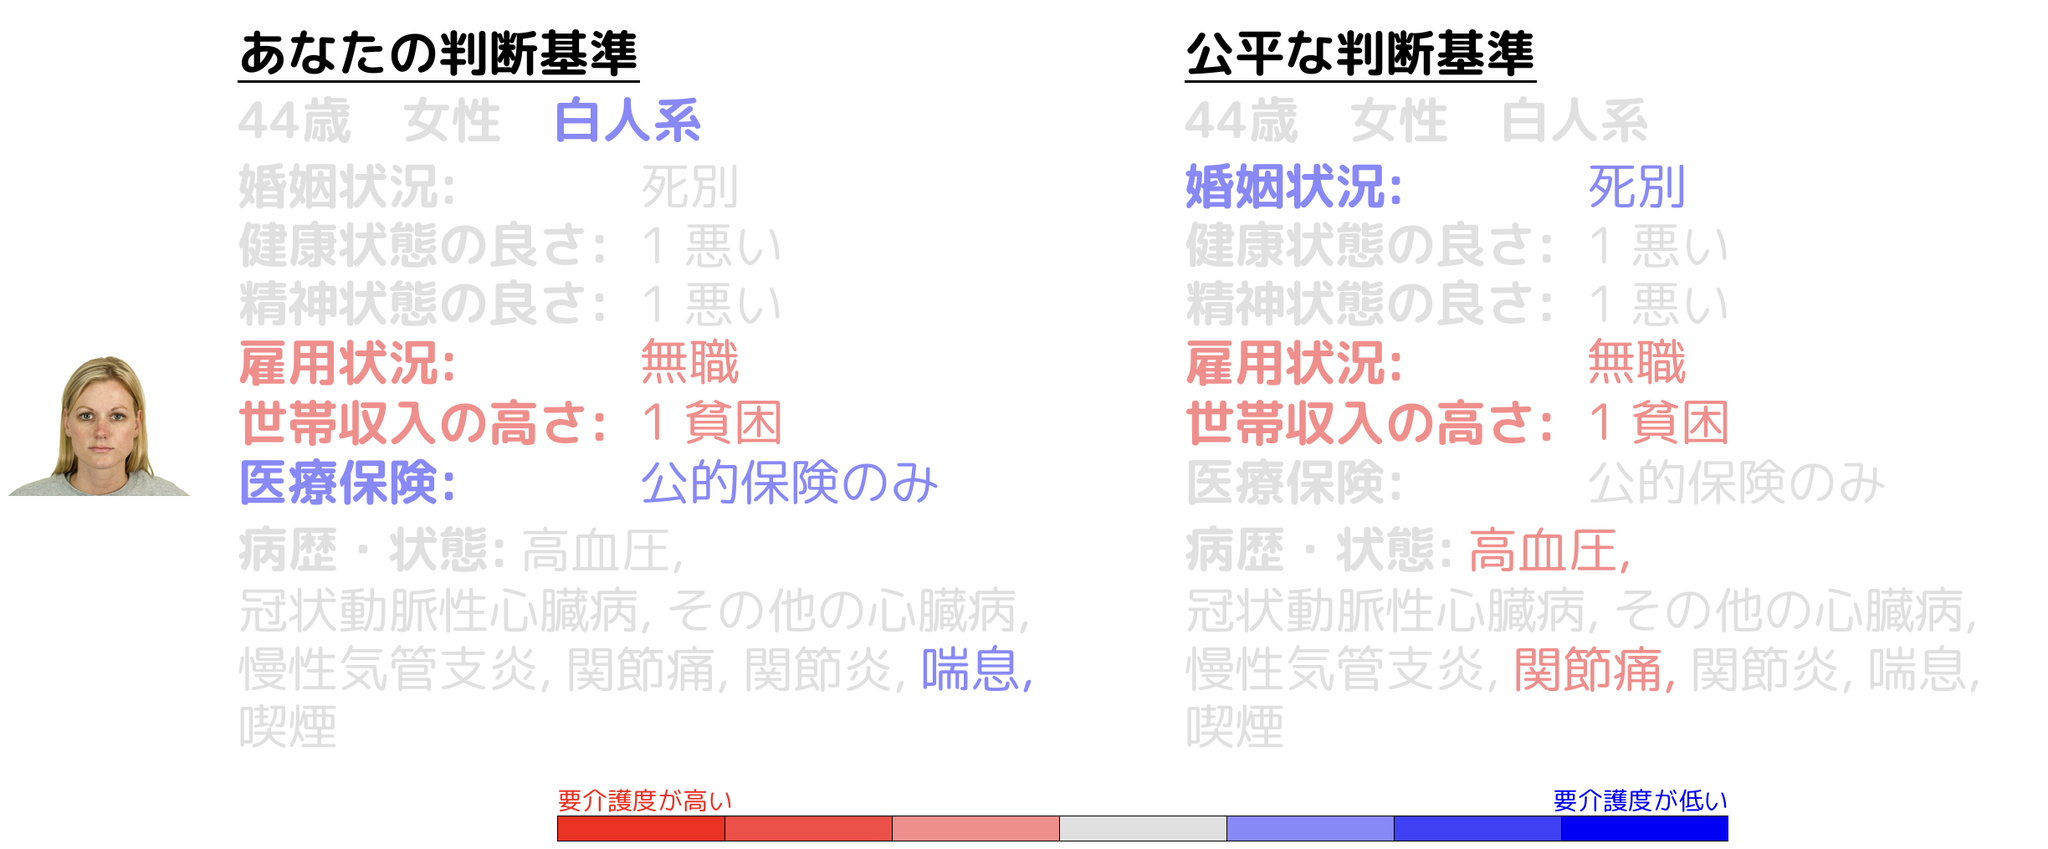 あなたの判断基準
44歳 女性 白人系
婚姻状況: 死別
健康状態の良さ: 1 悪い
精神状態の良さ: 1 悪い
雇用状況: 無職
世帯収入の高さ: 1 貧困
医療保険: 公的保険のみ
病歴・状態: 高血圧,
冠状動脈性心臓病, その他の心臓病,
慢性気管支炎, 関節痛, 関節炎, 喘息,
喫煙
公平な判断基準
44歳 女性 白人系
婚姻状況: 死別
健康状態の良さ: 1 悪い
精神状態の良さ: 1 悪い
雇用状況: 無職
世帯収入の高さ: 1 貧困
医療保険: 公的保険のみ
病歴・状態: 高血圧,
冠状動脈性心臓病, その他の心臓病,
慢性気管支炎, 関節痛, 関節炎, 喘息,
喫煙
要介護度が高い
要介護度が低い